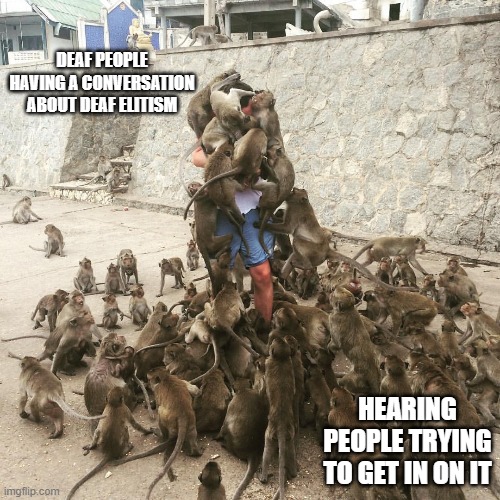 DEAF PEOPLE
HAVING A CONVERSATION
ABOUT DEAF ELITISM
HEARING
PEOPLE TRYING
TO GET IN ON IT
imgflip.com